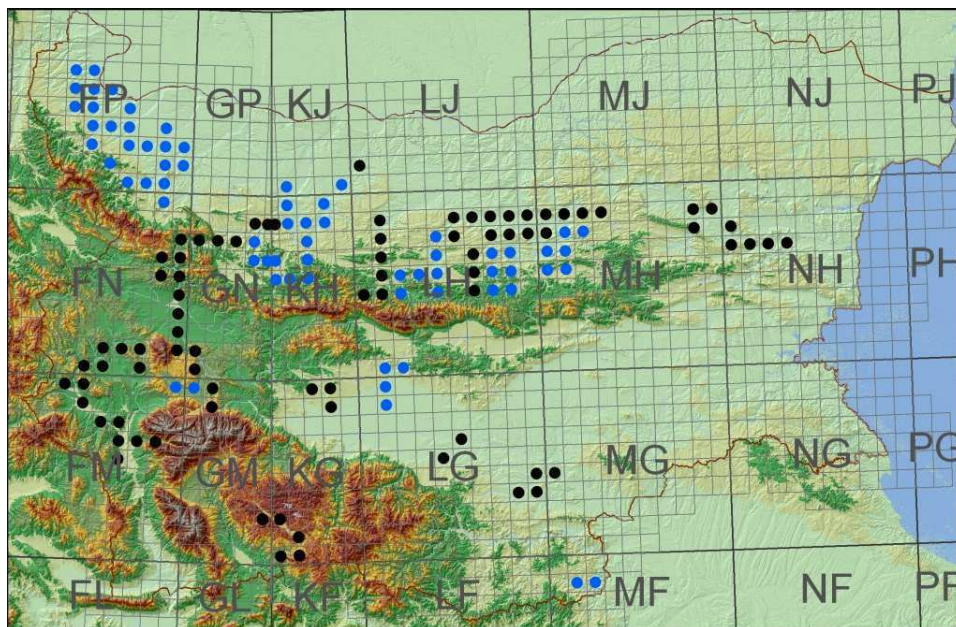 FP GP KJ LJ MJ NJ PJ
FN GN KH LH MH NH PH
FM GM KG LG MG NG PG
FL GL KF LF MF NF PF